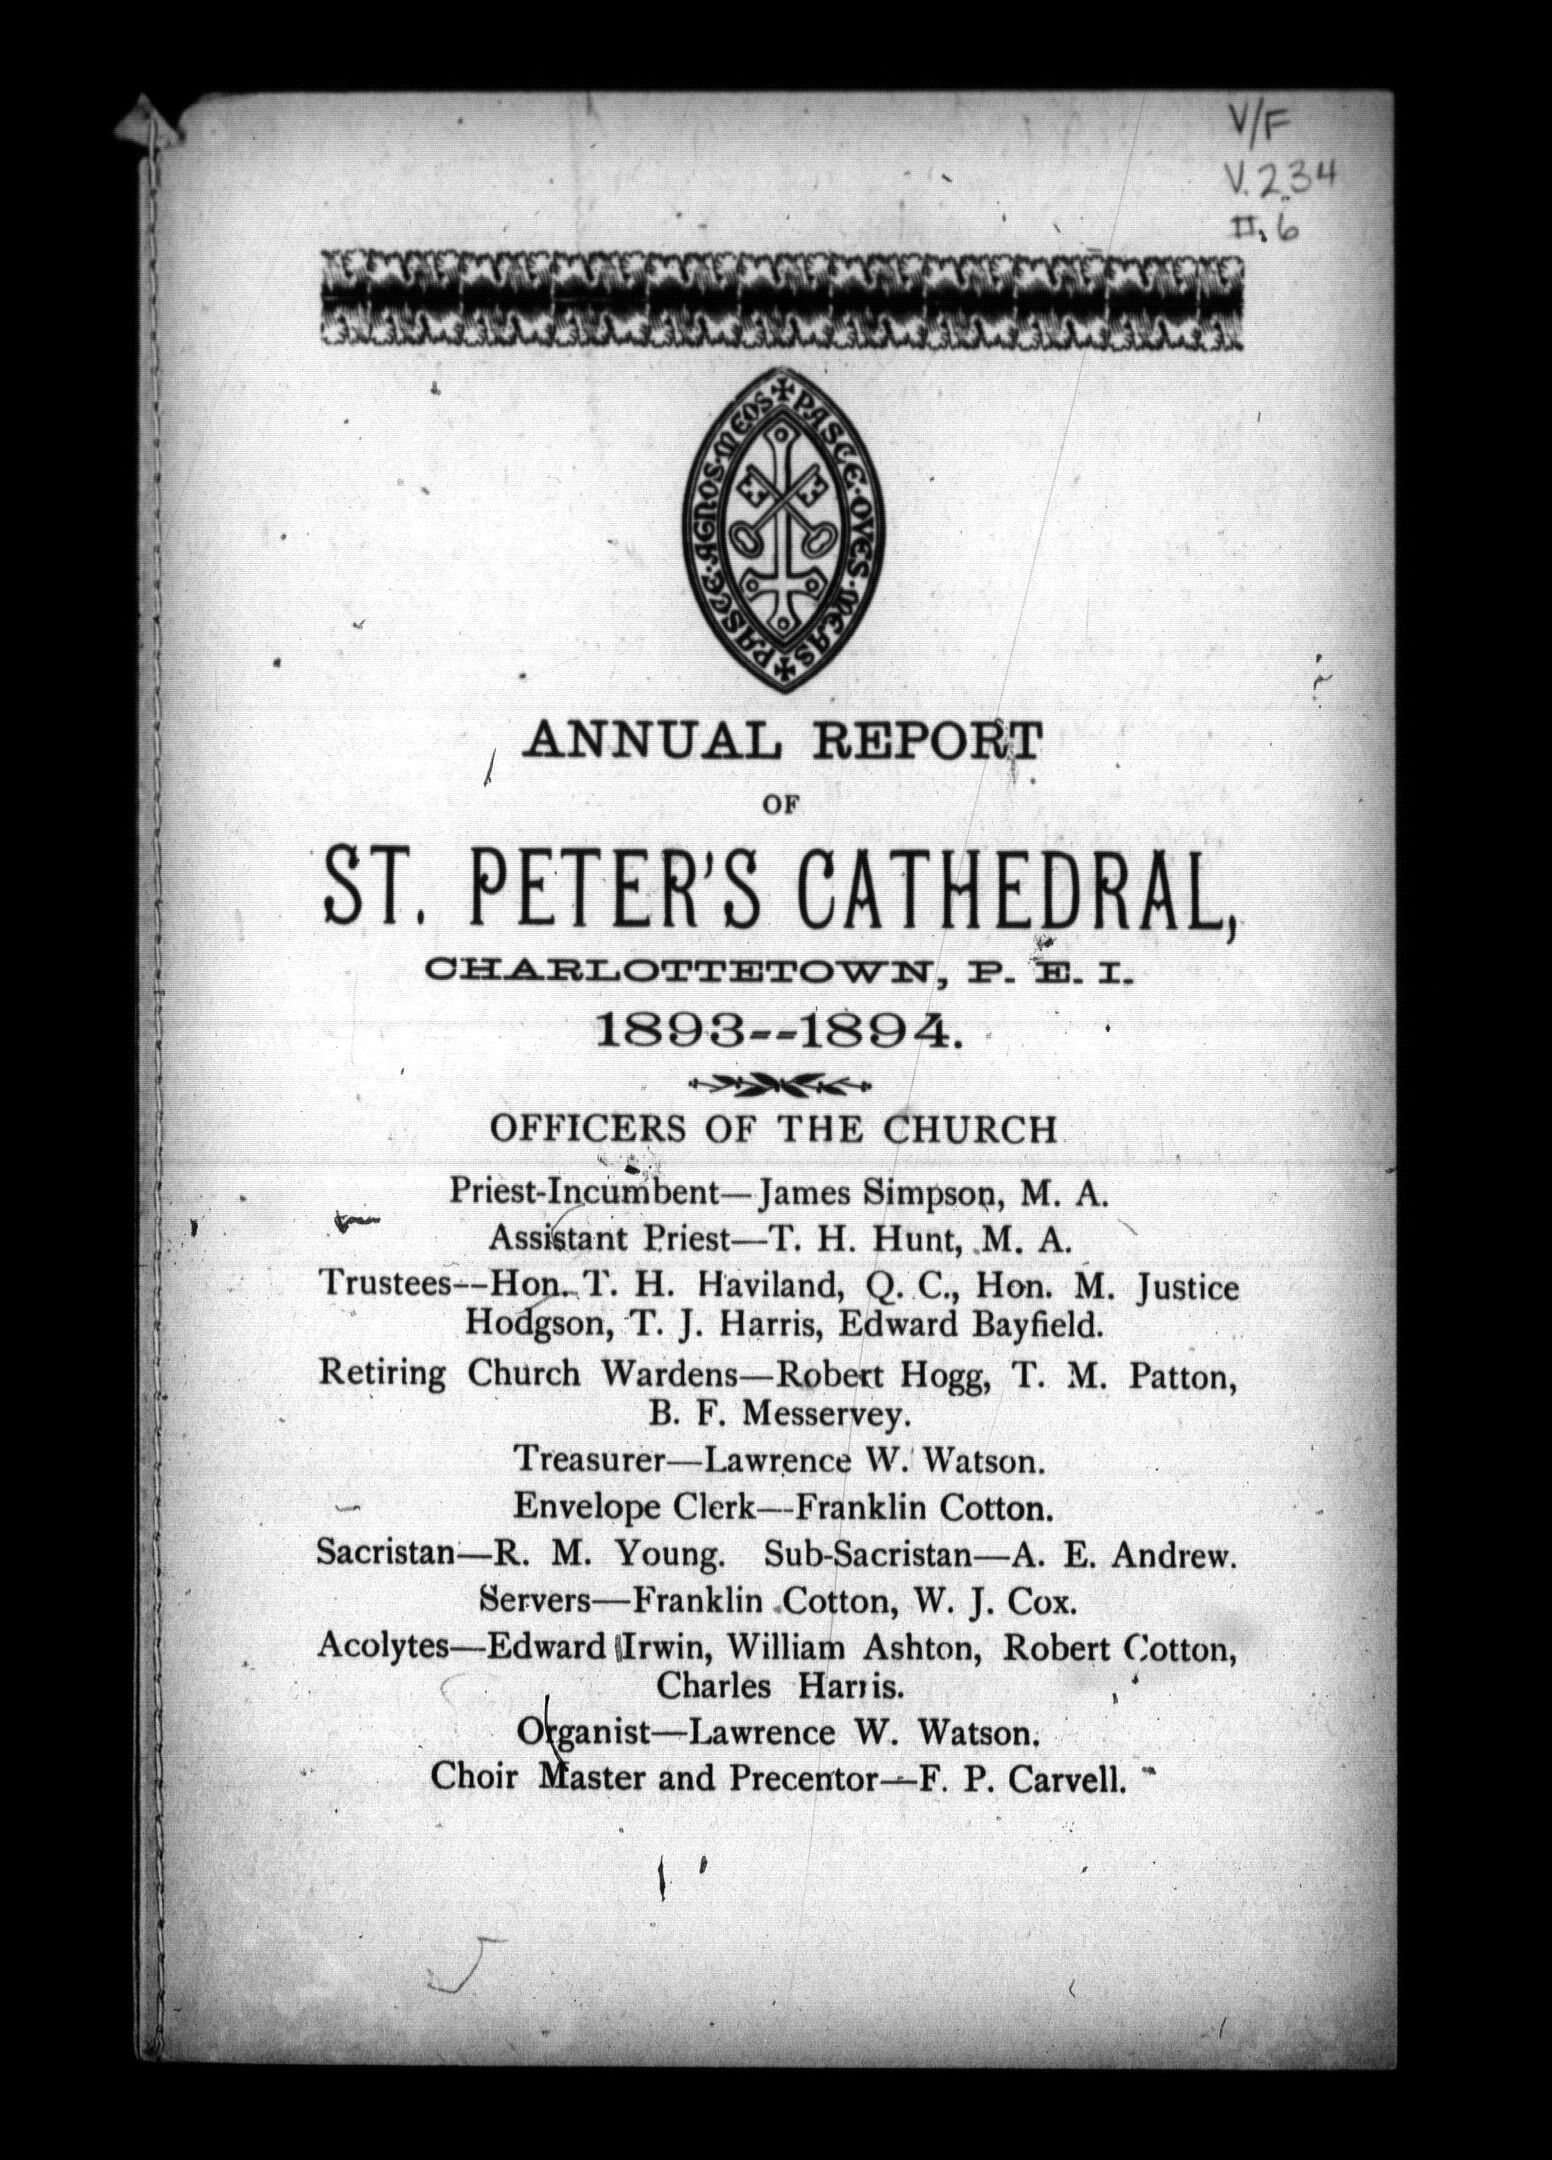 V/F
V.234
II.6
PASCE·OVES·MEAS
PASCE·AGNOS·MEOS
ANNUAL REPORT
OF
ST. PETER'S CATHEDRAL,
CHARLOTTETOWN, P. E. I.
1893--1894.
OFFICERS OF THE CHURCH
Priest-Incumbent—James Simpson, M. A.
Assistant Priest—T. H. Hunt, M. A.
Trustees--Hon. T. H. Haviland, Q. C., Hon. M. Justice
Hodgson, T. J. Harris, Edward Bayfield.
Retiring Church Wardens—Robert Hogg, T. M. Patton,
B. F. Messervey.
Treasurer—Lawrence W. Watson.
Envelope Clerk—Franklin Cotton.
Sacristan—R. M. Young. Sub-Sacristan—A. E. Andrew.
Servers—Franklin Cotton, W. J. Cox.
Acolytes—Edward Irwin, William Ashton, Robert Cotton,
Charles Harris.
Organist—Lawrence W. Watson.
Choir Master and Precentor—F. P. Carvell.